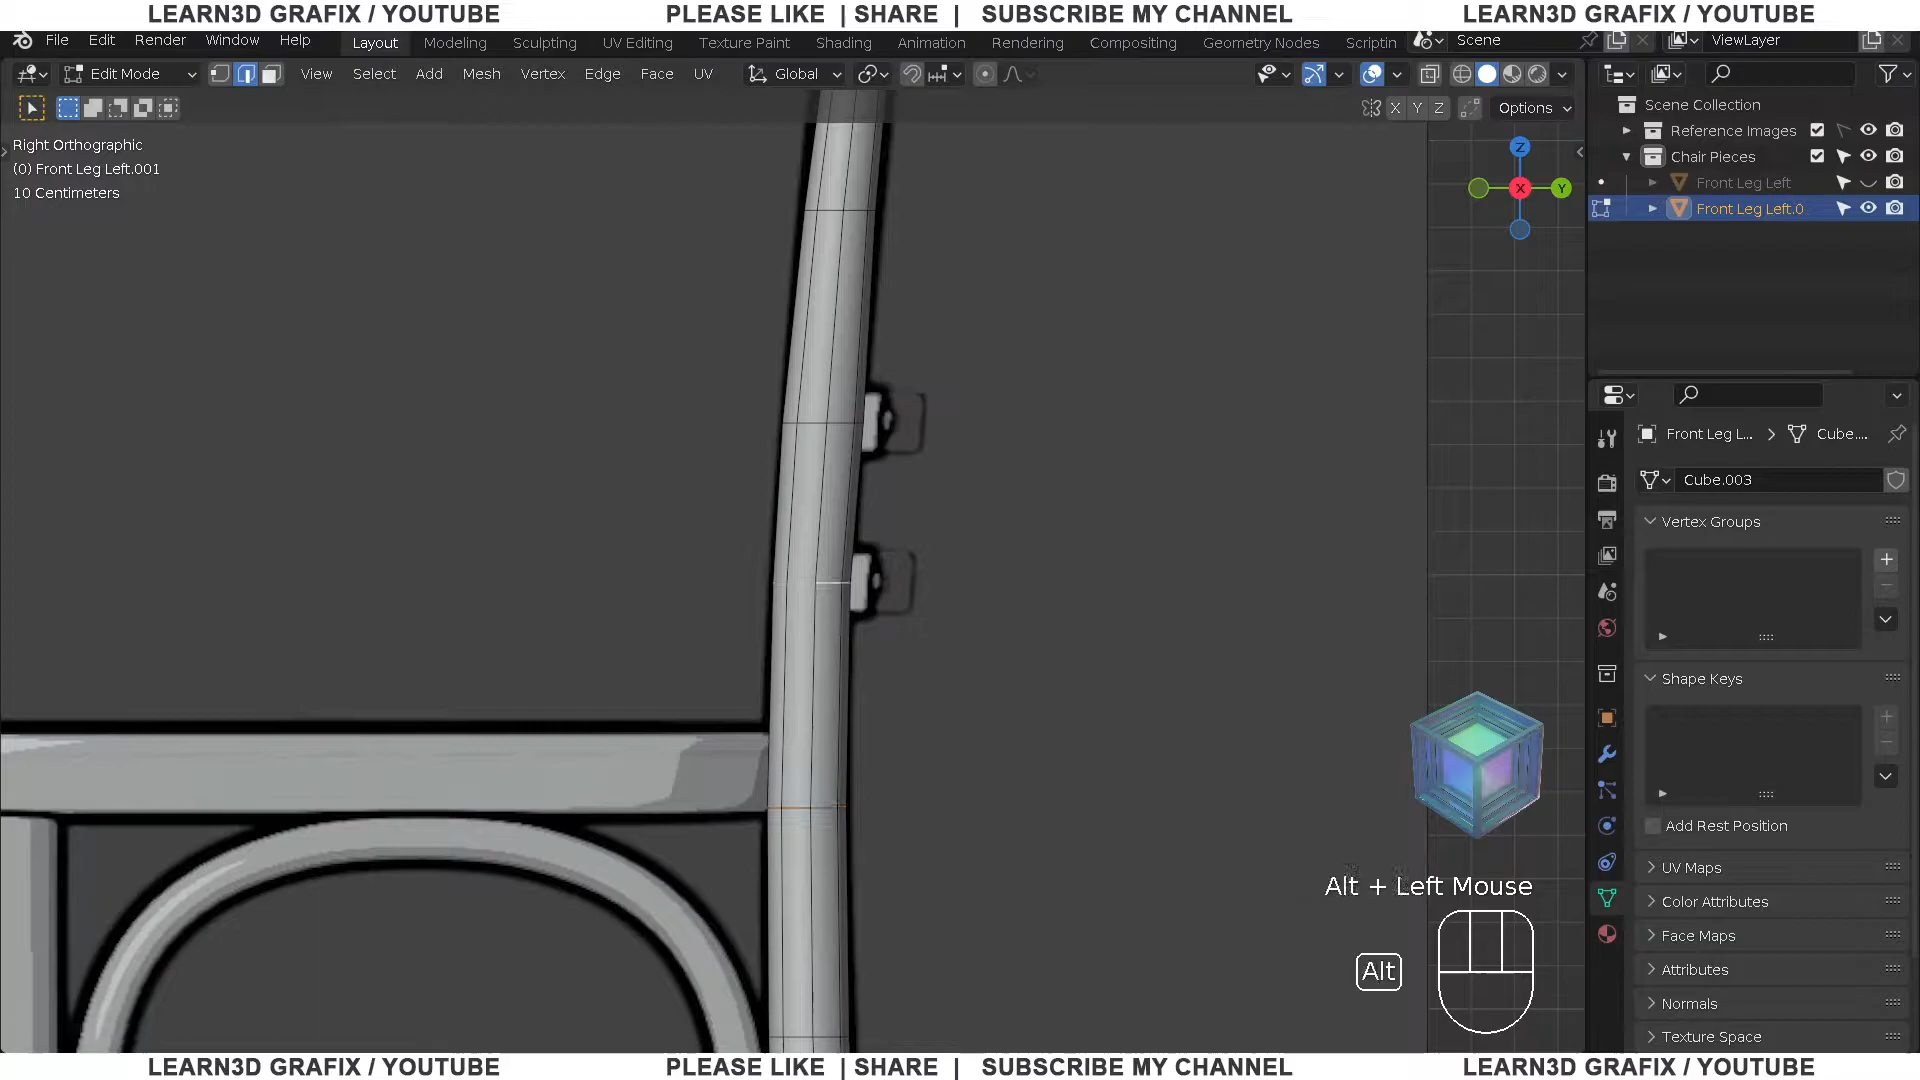 LEARN3D GRAFIX / YOUTUBE PLEASE LIKE | SHARE | SUBSCRIBE MY CHANNEL LEARN3D GRAFIX / YOUTUBE
File Edit Render Window Help Layout Modeling Sculpting UV Editing Texture Paint Shading Animation Rendering Compositing Geometry Nodes Scriptin Scene ViewLayer
Edit Mode View Select Add Mesh Vertex Edge Face UV Global
X Y Z Options
Scene Collection
Reference Images
Chair Pieces
Front Leg Left
Front Leg Left.0
Right Orthographic
(0) Front Leg Left.001
10 Centimeters
Z
X
Y
Front Leg L... Cube....
Cube.003
Vertex Groups
Shape Keys
Add Rest Position
UV Maps
Color Attributes
Face Maps
Attributes
Normals
Texture Space
Alt + Left Mouse
Alt
LEARN3D GRAFIX / YOUTUBE PLEASE LIKE | SHARE | SUBSCRIBE MY CHANNEL LEARN3D GRAFIX / YOUTUBE